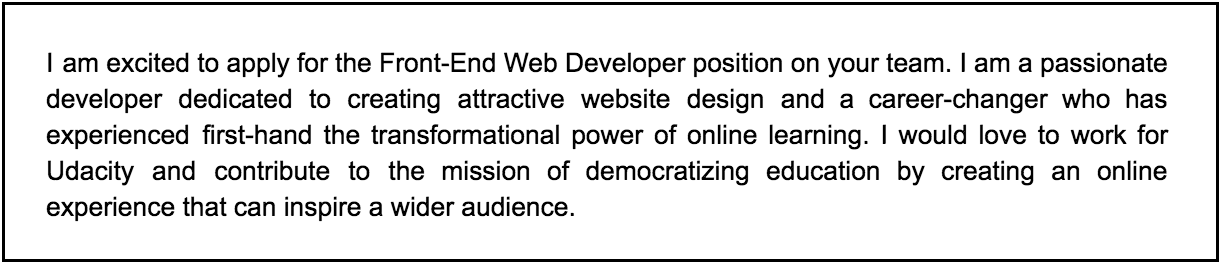 I am excited to apply for the Front-End Web Developer position on your team. I am a passionate
developer dedicated to creating attractive website design and a career-changer who has
experienced first-hand the transformational power of online learning. I would love to work for
Udacity and contribute to the mission of democratizing education by creating an online
experience that can inspire a wider audience.